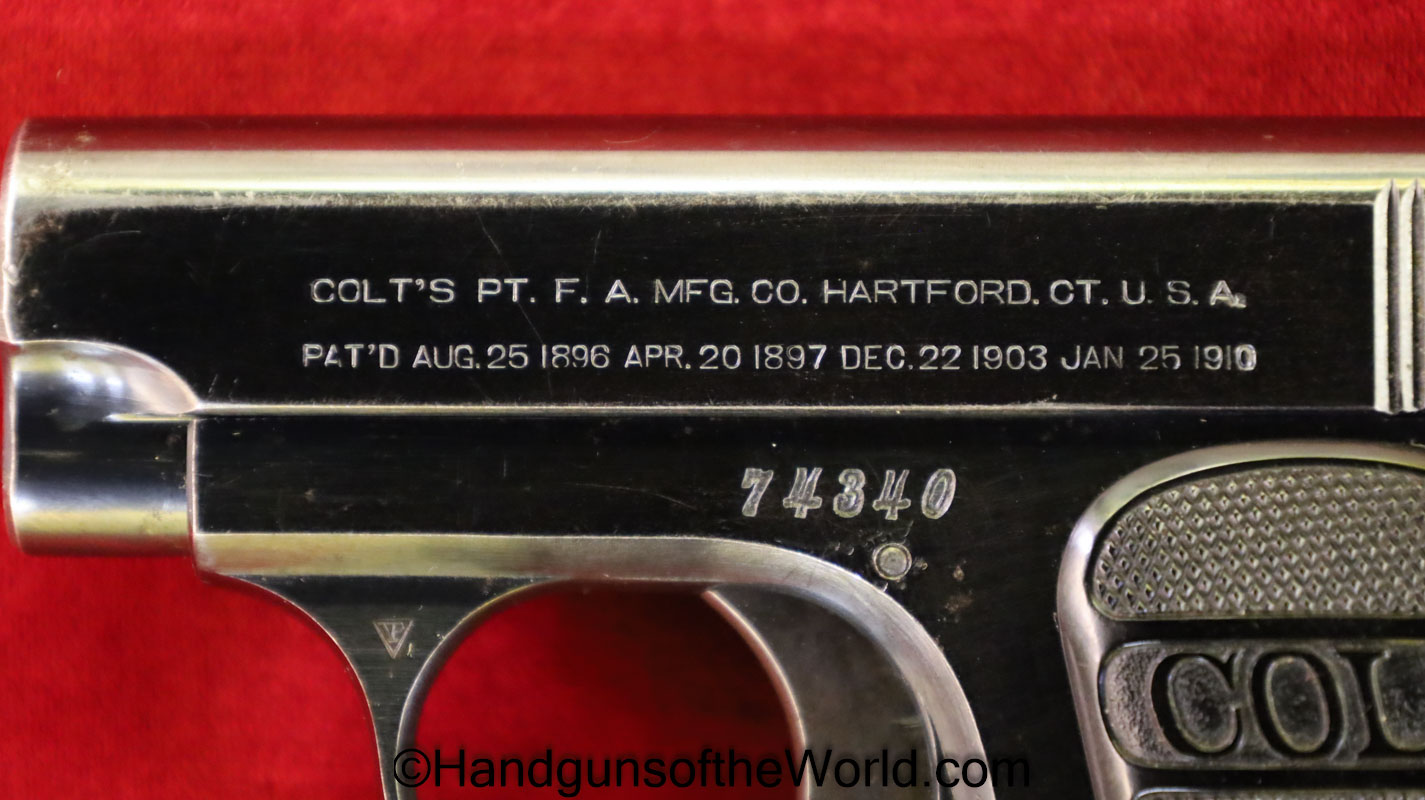 COLT'S PT. F. A. MFG. CO. HARTFORD. CT. U. S. A.
PAT'D AUG. 25 1896 APR. 20 1897 DEC. 22 1903 JAN 25 1910
74340
COL
©HandgunsoftheWorld.com